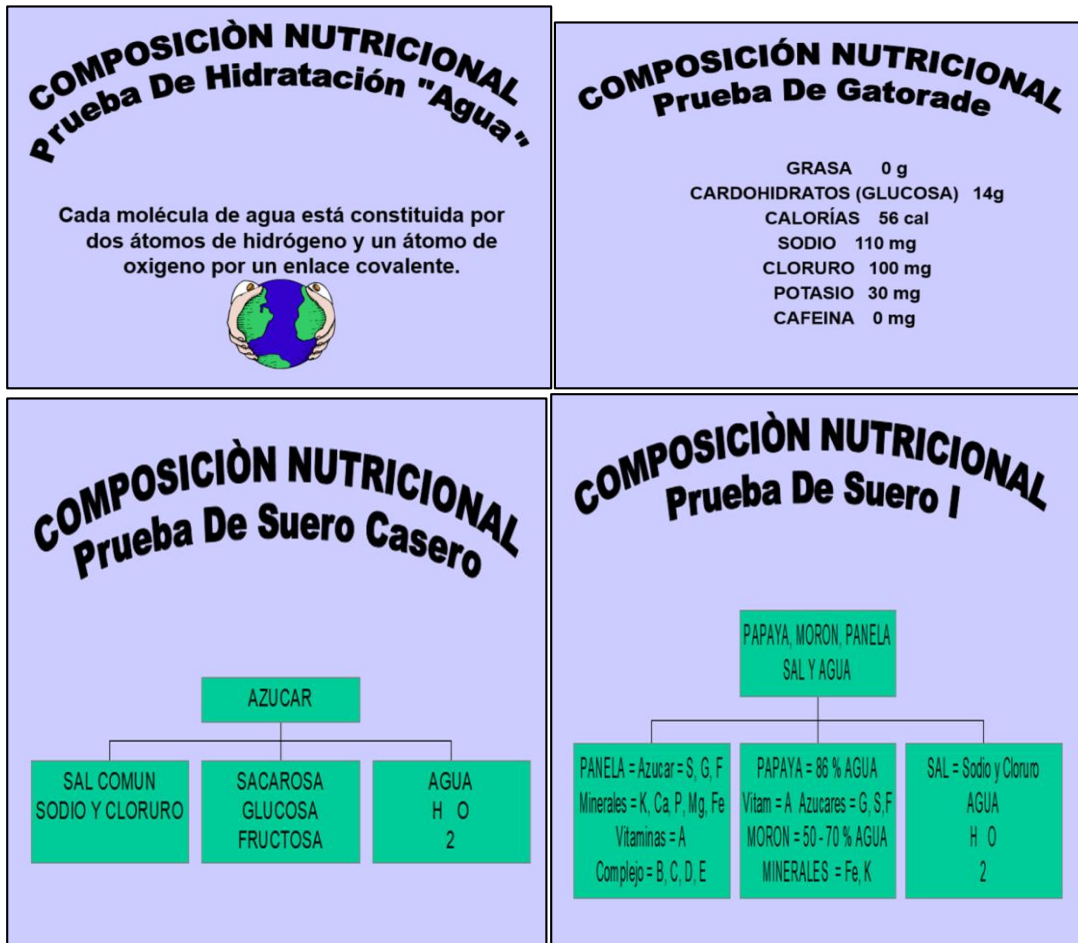 COMPOSICIÒN NUTRICIONAL
Prueba De Hidratación "Agua"
Cada molécula de agua está constituida por
dos átomos de hidrógeno y un átomo de
oxigeno por un enlace covalente.
COMPOSICIÓN NUTRICIONAL
Prueba De Gatorade
GRASA 0 g
CARDOHIDRATOS (GLUCOSA) 14g
CALORÍAS 56 cal
SODIO 110 mg
CLORURO 100 mg
POTASIO 30 mg
CAFEINA 0 mg
COMPOSICIÒN NUTRICIONAL
Prueba De Suero Casero
AZUCAR
SAL COMUN
SODIO Y CLORURO
SACAROSA
GLUCOSA
FRUCTOSA
AGUA
H O
2
COMPOSICIÒN NUTRICIONAL
Prueba De Suero I
PAPAYA, MORON, PANELA
SAL Y AGUA
PANELA = Azucar = S, G, F
Minerales = K, Ca, P, Mg, Fe
Vitaminas = A
Complejo = B, C, D, E
PAPAYA = 86 % AGUA
Vitam = A Azucares = G, S,F
MORON = 50 - 70 % AGUA
MINERALES = Fe, K
SAL = Sodio y Cloruro
AGUA
H O
2